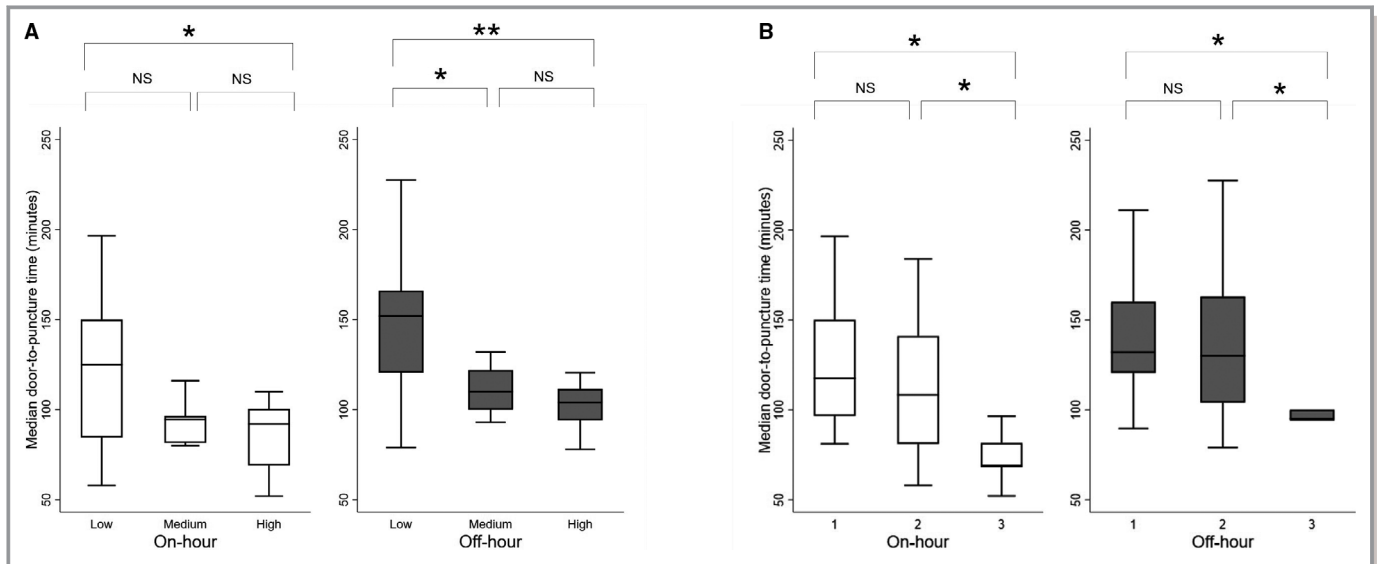 A
*
NS NS
**
* NS
Median door-to-puncture time (minutes)
250
200
150
100
50
Low Medium High
On-hour
250
200
150
100
50
Low Medium High
Off-hour
B
*
NS *
*
NS *
Median door-to-puncture time (minutes)
250
200
150
100
50
1 2 3
On-hour
250
200
150
100
50
1 2 3
Off-hour